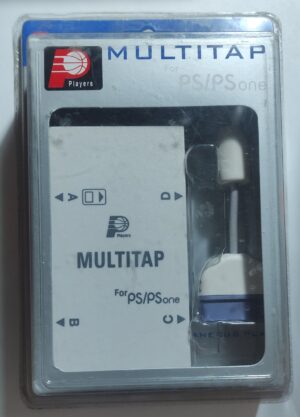 MULTITAP
For
PS/PSone
Players
A
D
Players
MULTITAP
For PS/PSone
B
C